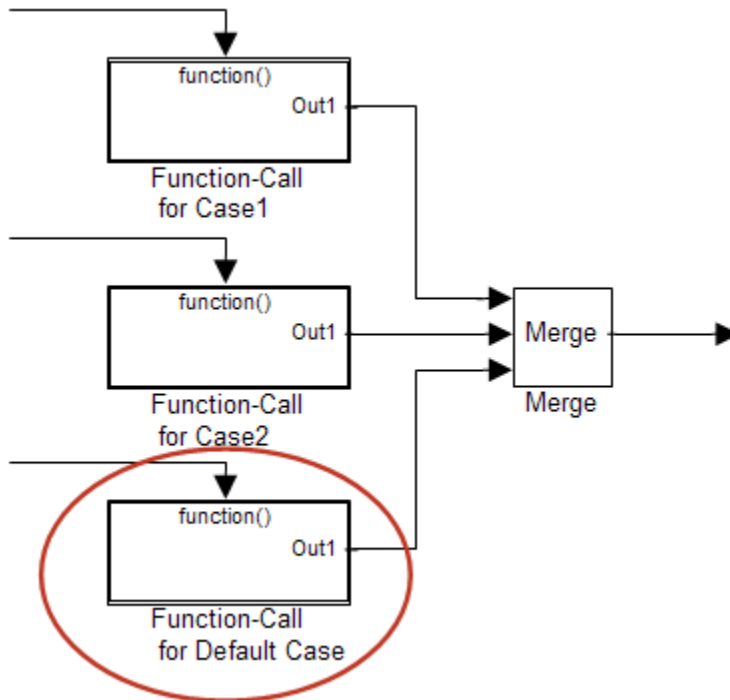 function()
Out1
Function-Call
for Case1
function()
Out1
Function-Call
for Case2
Merge
Merge
function()
Out1
Function-Call
for Default Case